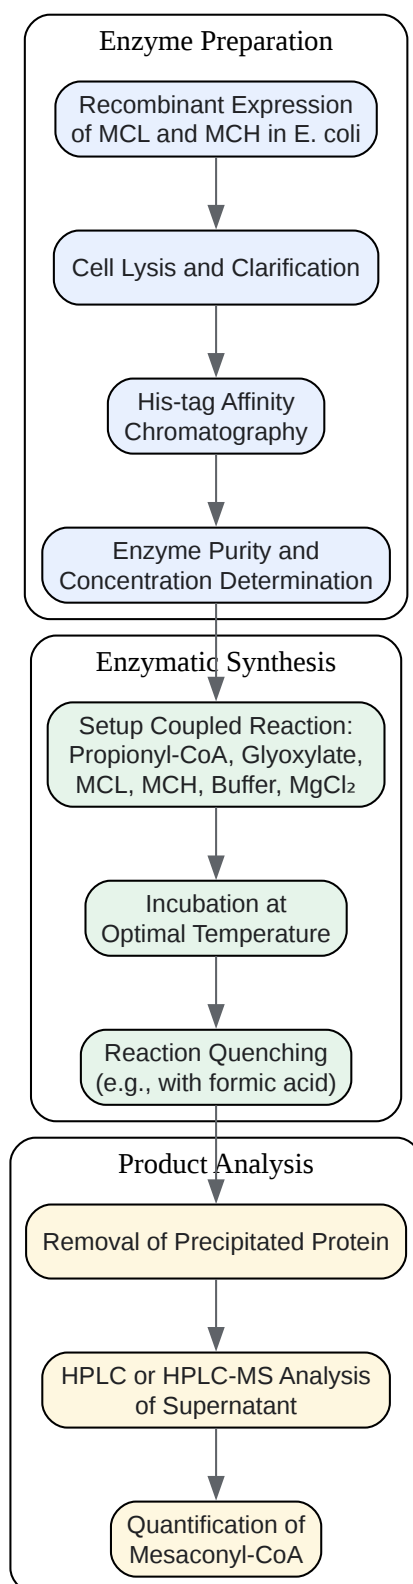 Enzyme Preparation
Recombinant Expression
of MCL and MCH in E. coli
Cell Lysis and Clarification
His-tag Affinity
Chromatography
Enzyme Purity and
Concentration Determination
Enzymatic Synthesis
Setup Coupled Reaction:
Propionyl-CoA, Glyoxylate,
MCL, MCH, Buffer, MgCl₂
Incubation at
Optimal Temperature
Reaction Quenching
(e.g., with formic acid)
Product Analysis
Removal of Precipitated Protein
HPLC or HPLC-MS Analysis
of Supernatant
Quantification of
Mesaconyl-CoA